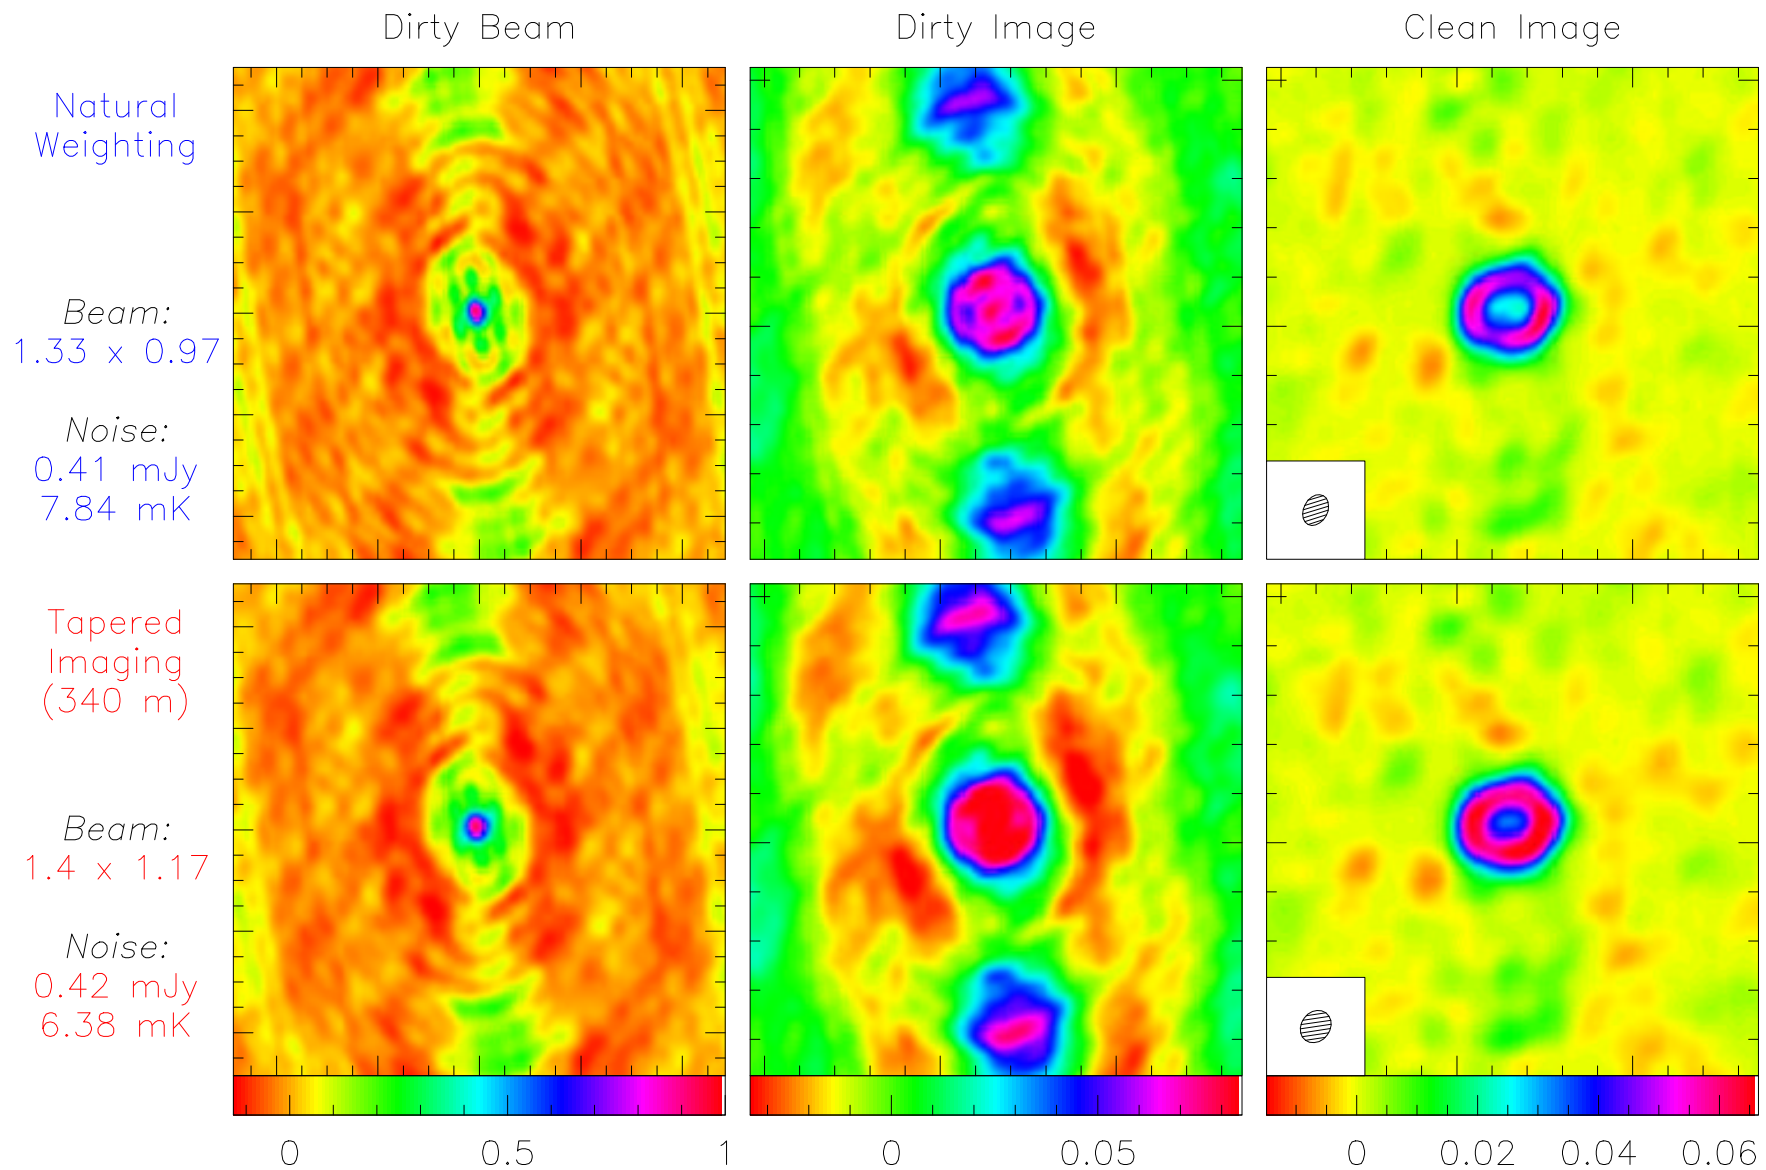 Dirty Beam
Dirty Image
Clean Image
Natural
Weighting
Beam:
1.33 x 0.97
Noise:
0.41 mJy
7.84 mK
Tapered
Imaging
(340 m)
Beam:
1.4 x 1.17
Noise:
0.42 mJy
6.38 mK
0 0.5 1
0 0.05
0 0.02 0.04 0.06